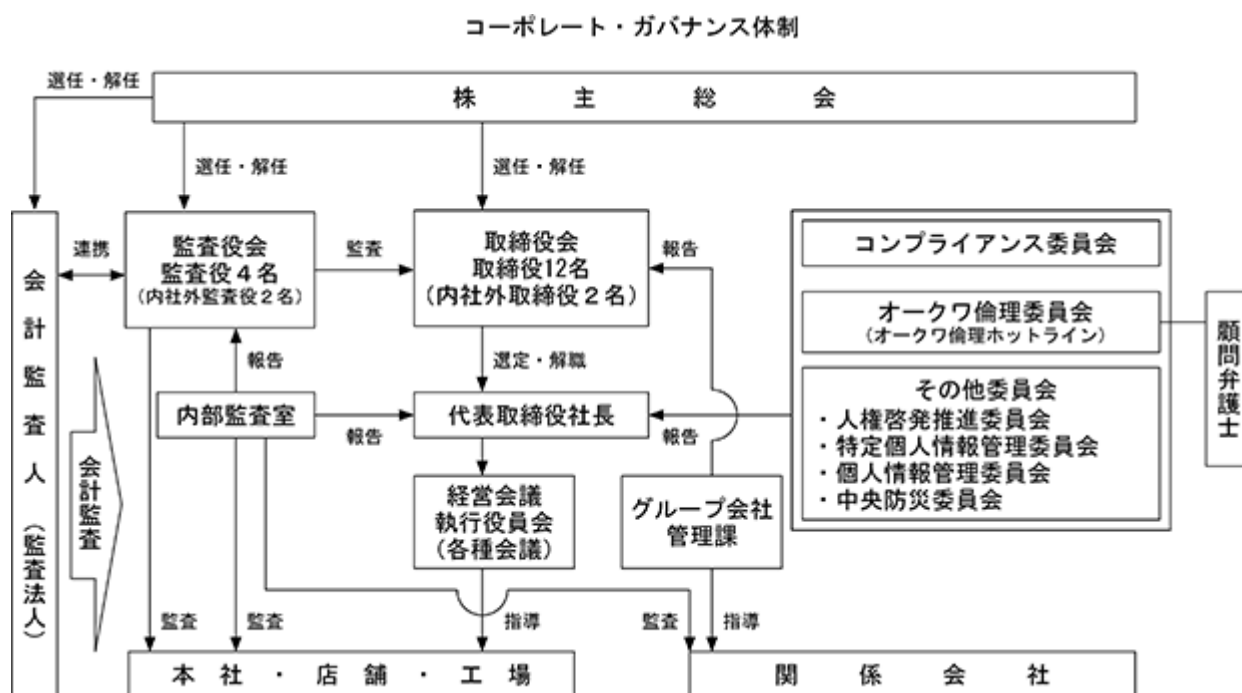 コーポレート・ガバナンス体制
選任・解任
株主総会
選任・解任
選任・解任
会計監査人(監査法人)
連携
監査役会
監査役4名
(内社外監査役2名)
監査
取締役会
取締役12名
(内社外取締役2名)
報告
コンプライアンス委員会
オークワ倫理委員会
(オークワ倫理ホットライン)
顧問弁護士
報告
選定・解職
その他委員会
・人権啓発推進委員会
・特定個人情報管理委員会
・個人情報管理委員会
・中央防災委員会
内部監査室
報告
代表取締役社長
報告
会計監査
経営会議
執行役員会
(各種会議)
グループ会社
管理課
監査
監査
指導
監査
指導
本社・店舗・工場
関係会社